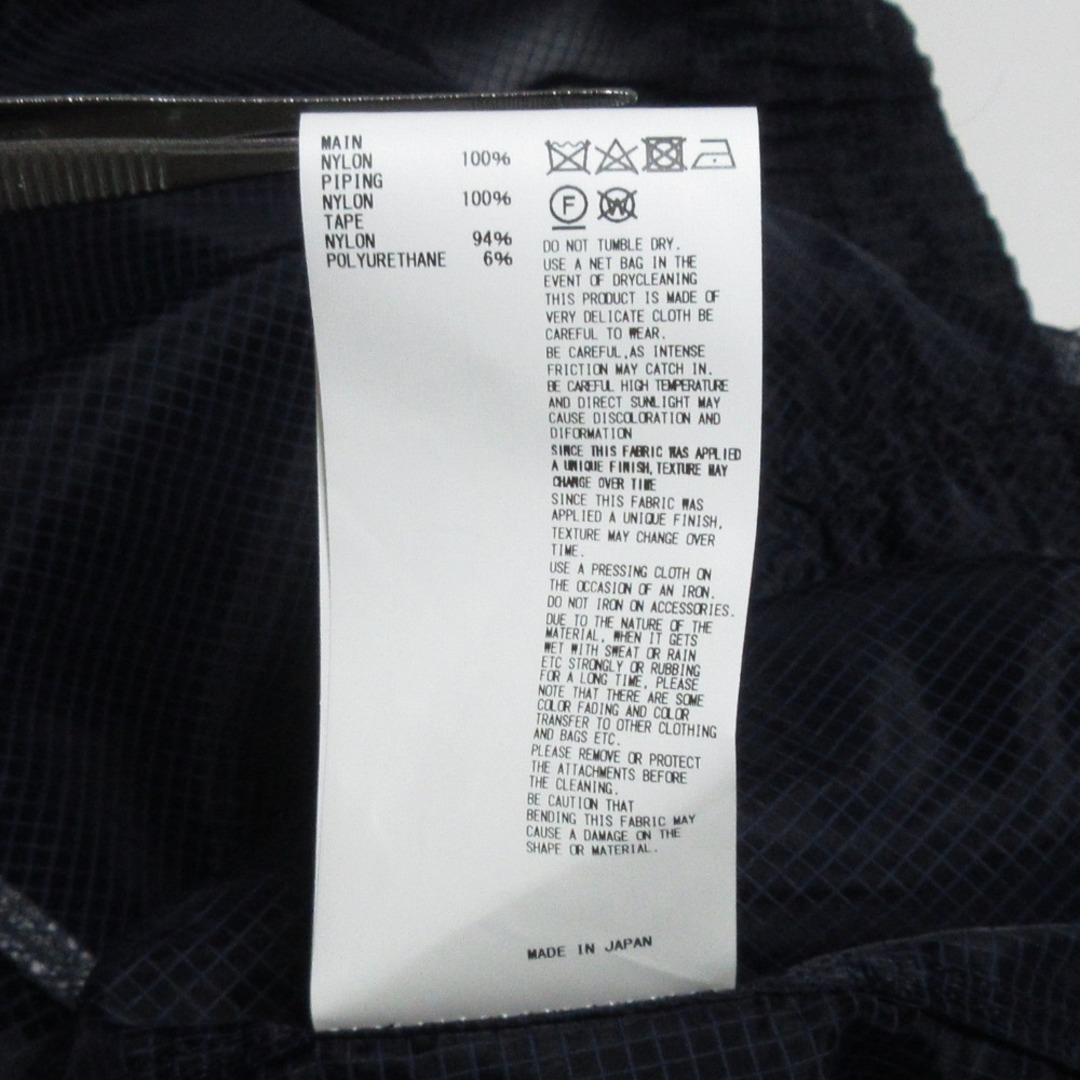 MAIN
NYLON 100%
PIPING
NYLON 100%
TAPE
NYLON 94%
POLYURETHANE 6%
F W
DO NOT TUMBLE DRY.
USE A NET BAG IN THE
EVENT OF DRYCLEANING
THIS PRODUCT IS MADE OF
VERY DELICATE CLOTH BE
CAREFUL TO WEAR.
BE CAREFUL,AS INTENSE
FRICTION MAY CATCH IN.
BE CAREFUL HIGH TEMPERATURE
AND DIRECT SUNLIGHT MAY
CAUSE DISCOLORATION AND
DIFORMATION
SINCE THIS FABRIC WAS APPLIED
A UNIQUE FINISH,TEXTURE MAY
CHANGE OVER TIME
SINCE THIS FABRIC WAS
APPLIED A UNIQUE FINISH,
TEXTURE MAY CHANGE OVER
TIME.
USE A PRESSING CLOTH ON
THE OCCASION OF AN IRON.
DO NOT IRON ON ACCESSORIES.
DUE TO THE NATURE OF THE
MATERIAL, WHEN IT GETS
WET WITH SWEAT OR RAIN
ETC STRONGLY OR RUBBING
FOR A LONG TIME, PLEASE
NOTE THAT THERE ARE SOME
COLOR FADING AND COLOR
TRANSFER TO OTHER CLOTHING
AND BAGS ETC.
PLEASE REMOVE OR PROTECT
THE ATTACHMENTS BEFORE
THE CLEANING.
BE CAUTION THAT
BENDING THIS FABRIC MAY
CAUSE A DAMAGE ON THE
SHAPE OR MATERIAL.
MADE IN JAPAN